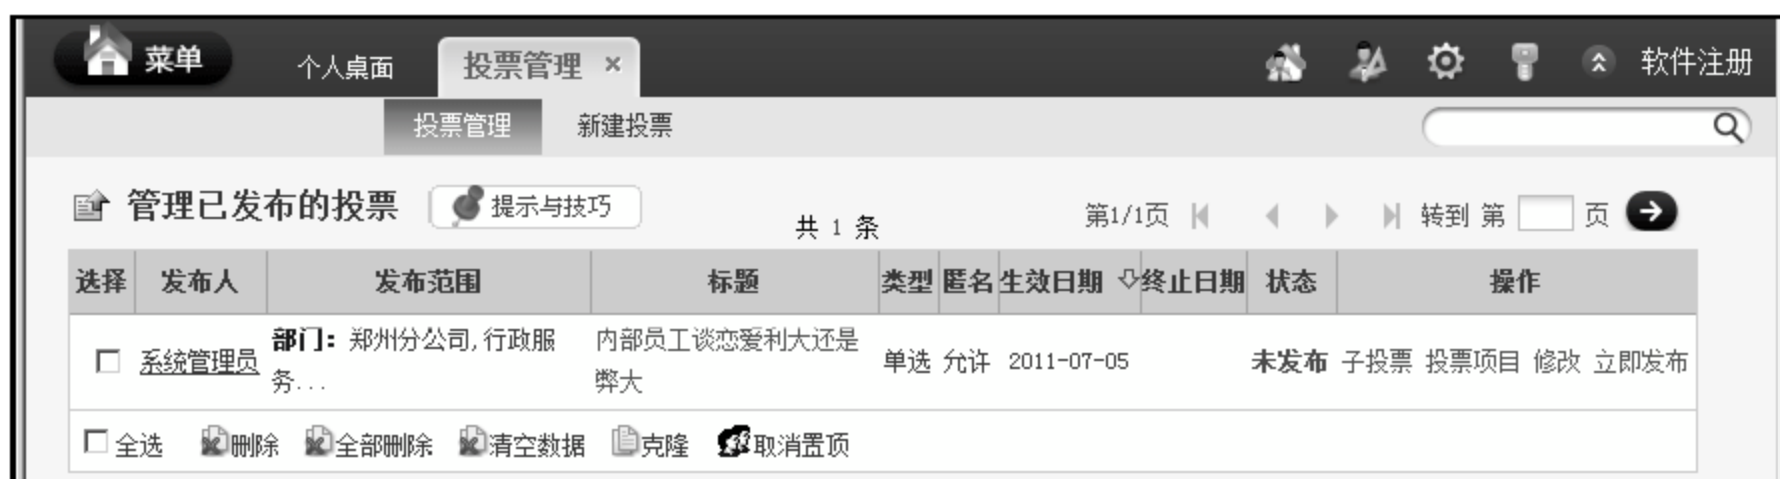 菜单 个人桌面 投票管理 × 软件注册
投票管理 新建投票
管理已发布的投票 提示与技巧 共 1 条 第1/1页 转到 第 页
选择 发布人 发布范围 标题 类型 匿名 生效日期 终止日期 状态 操作
部门：郑州分公司,行政服 内部员工谈恋爱利大还是
系统管理员 单选 允许 2011-07-05 未发布 子投票 投票项目 修改 立即发布
务... 弊大
全选 删除 全部删除 清空数据 克隆 取消置顶